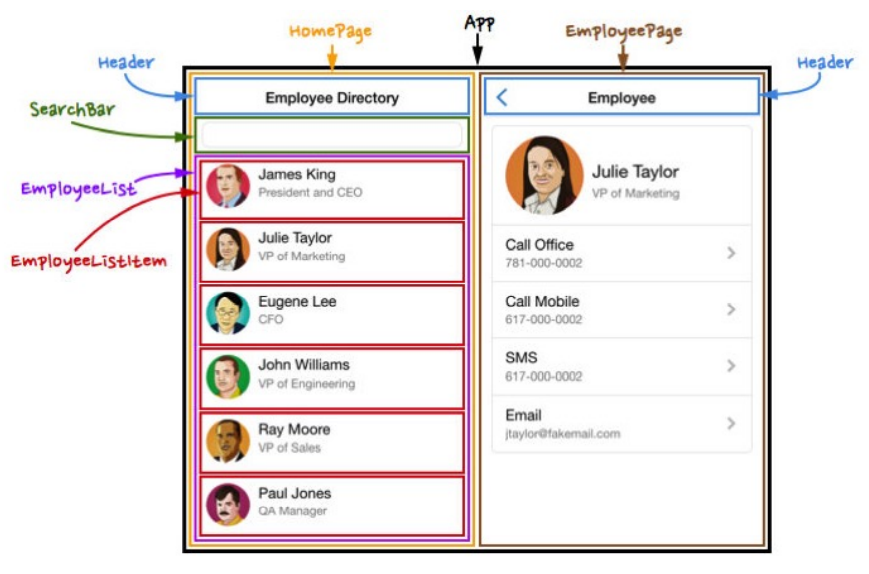 App
HomePage
EmployeePage
Header
Header
SearchBar
EmployeeList
EmployeeListItem
Employee Directory
James King
President and CEO
Julie Taylor
VP of Marketing
Eugene Lee
CFO
John Williams
VP of Engineering
Ray Moore
VP of Sales
Paul Jones
QA Manager
Employee
Julie Taylor
VP of Marketing
Call Office
781-000-0002
Call Mobile
617-000-0002
SMS
617-000-0002
Email
jtaylor@fakemail.com